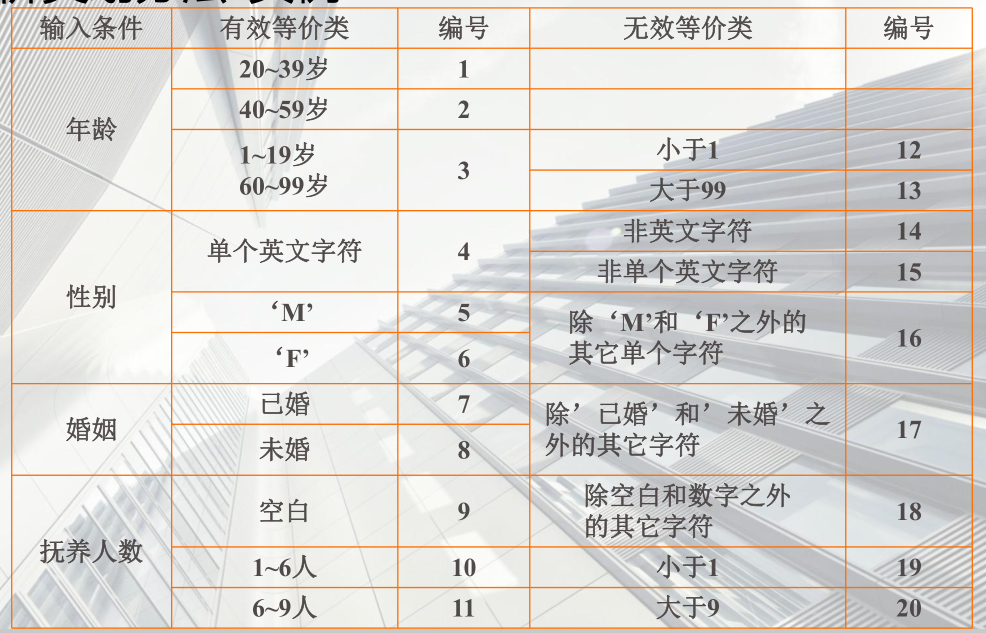 输入条件 有效等价类 编号 无效等价类 编号
年龄
20~39岁 1
40~59岁 2
1~19岁
60~99岁
3
小于1 12
大于99 13
性别
单个英文字符 4
非英文字符 14
非单个英文字符 15
‘M’ 5
‘F’ 6
除‘M’和‘F’之外的
其它单个字符
16
婚姻
已婚 7
未婚 8
除’已婚’和’未婚’之
外的其它字符
17
抚养人数
空白 9
除空白和数字之外
的其它字符
18
1~6人 10 小于1 19
6~9人 11 大于9 20